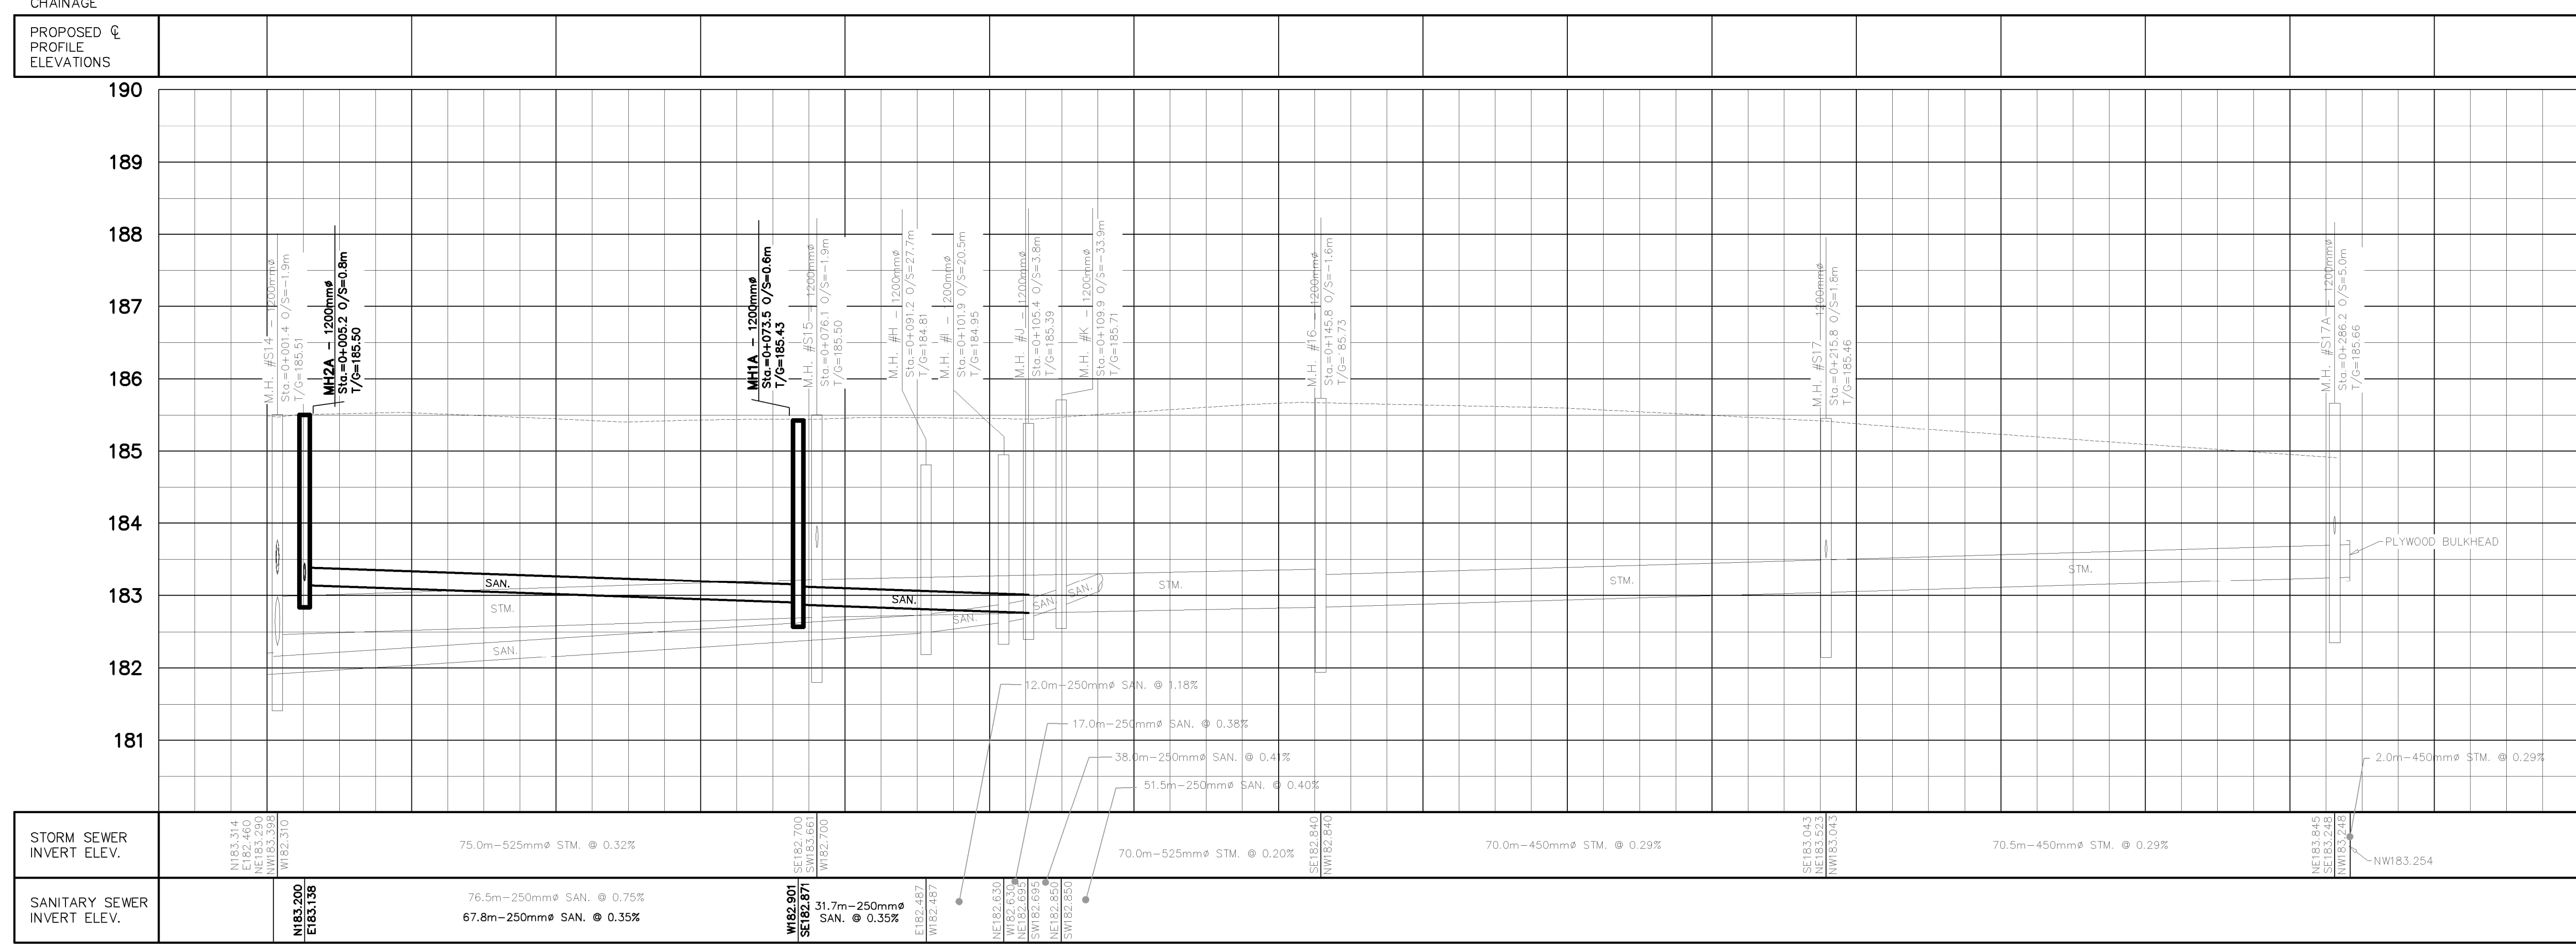 CHAINAGE
PROPOSED ℄
PROFILE
ELEVATIONS
190
189
188
187
186
185
184
183
182
181
M.H. #S14 - 1200mmø
Sta.=0+001.4 O/S=-1.9m
T/G=185.51
MH2A - 1200mmø
Sta.=0+005.2 O/S=0.8m
T/G=185.50
MH1A - 1200mmø
Sta.=0+073.5 O/S=0.6m
T/G=185.43
M.H. #S15 - 1200mmø
Sta.=0+076.1 O/S=-1.9m
T/G=185.50
M.H. #H - 1200mmø
Sta.=0+091.2 O/S=27.7m
T/G=184.81
M.H. #I - 1200mmø
Sta.=0+101.9 O/S=20.5m
T/G=184.95
M.H. #J - 1200mmø
Sta.=0+105.4 O/S=3.8m
T/G=185.39
M.H. #K - 1200mmø
Sta.=0+109.9 O/S=-33.9m
T/G=185.71
M.H. #16 - 1200mmø
Sta.=0+145.8 O/S=-1.6m
T/G=185.73
M.H. #S17 - 1200mmø
Sta.=0+215.8 O/S=1.8m
T/G=185.46
M.H. #S17A - 1200mmø
Sta.=0+286.2 O/S=5.0m
T/G=185.66
SAN.
STM.
SAN.
SAN.
SAN.
SAN.
SAN.
STM.
STM.
STM.
PLYWOOD BULKHEAD
12.0m-250mmø SAN. @ 1.18%
17.0m-250mmø SAN. @ 0.38%
38.0m-250mmø SAN. @ 0.41%
51.5m-250mmø SAN. @ 0.40%
2.0m-450mmø STM. @ 0.29%
STORM SEWER
INVERT ELEV.
N183.314
E182.460
NE183.290
NW183.398
W182.310
75.0m-525mmø STM. @ 0.32%
SE182.700
SW183.661
W182.700
70.0m-525mmø STM. @ 0.20%
SE182.840
NW182.840
70.0m-450mmø STM. @ 0.29%
SE183.043
NE183.523
NW183.043
70.5m-450mmø STM. @ 0.29%
NE183.845
SE183.248
NW183.248
NW183.254
SANITARY SEWER
INVERT ELEV.
N183.200
E183.138
76.5m-250mmø SAN. @ 0.75%
67.8m-250mmø SAN. @ 0.35%
W182.901
SE182.871
31.7m-250mmø
SAN. @ 0.35%
E182.487
W182.487
NE182.630
W182.630
NE182.695
SW182.695
NE182.850
SW182.850